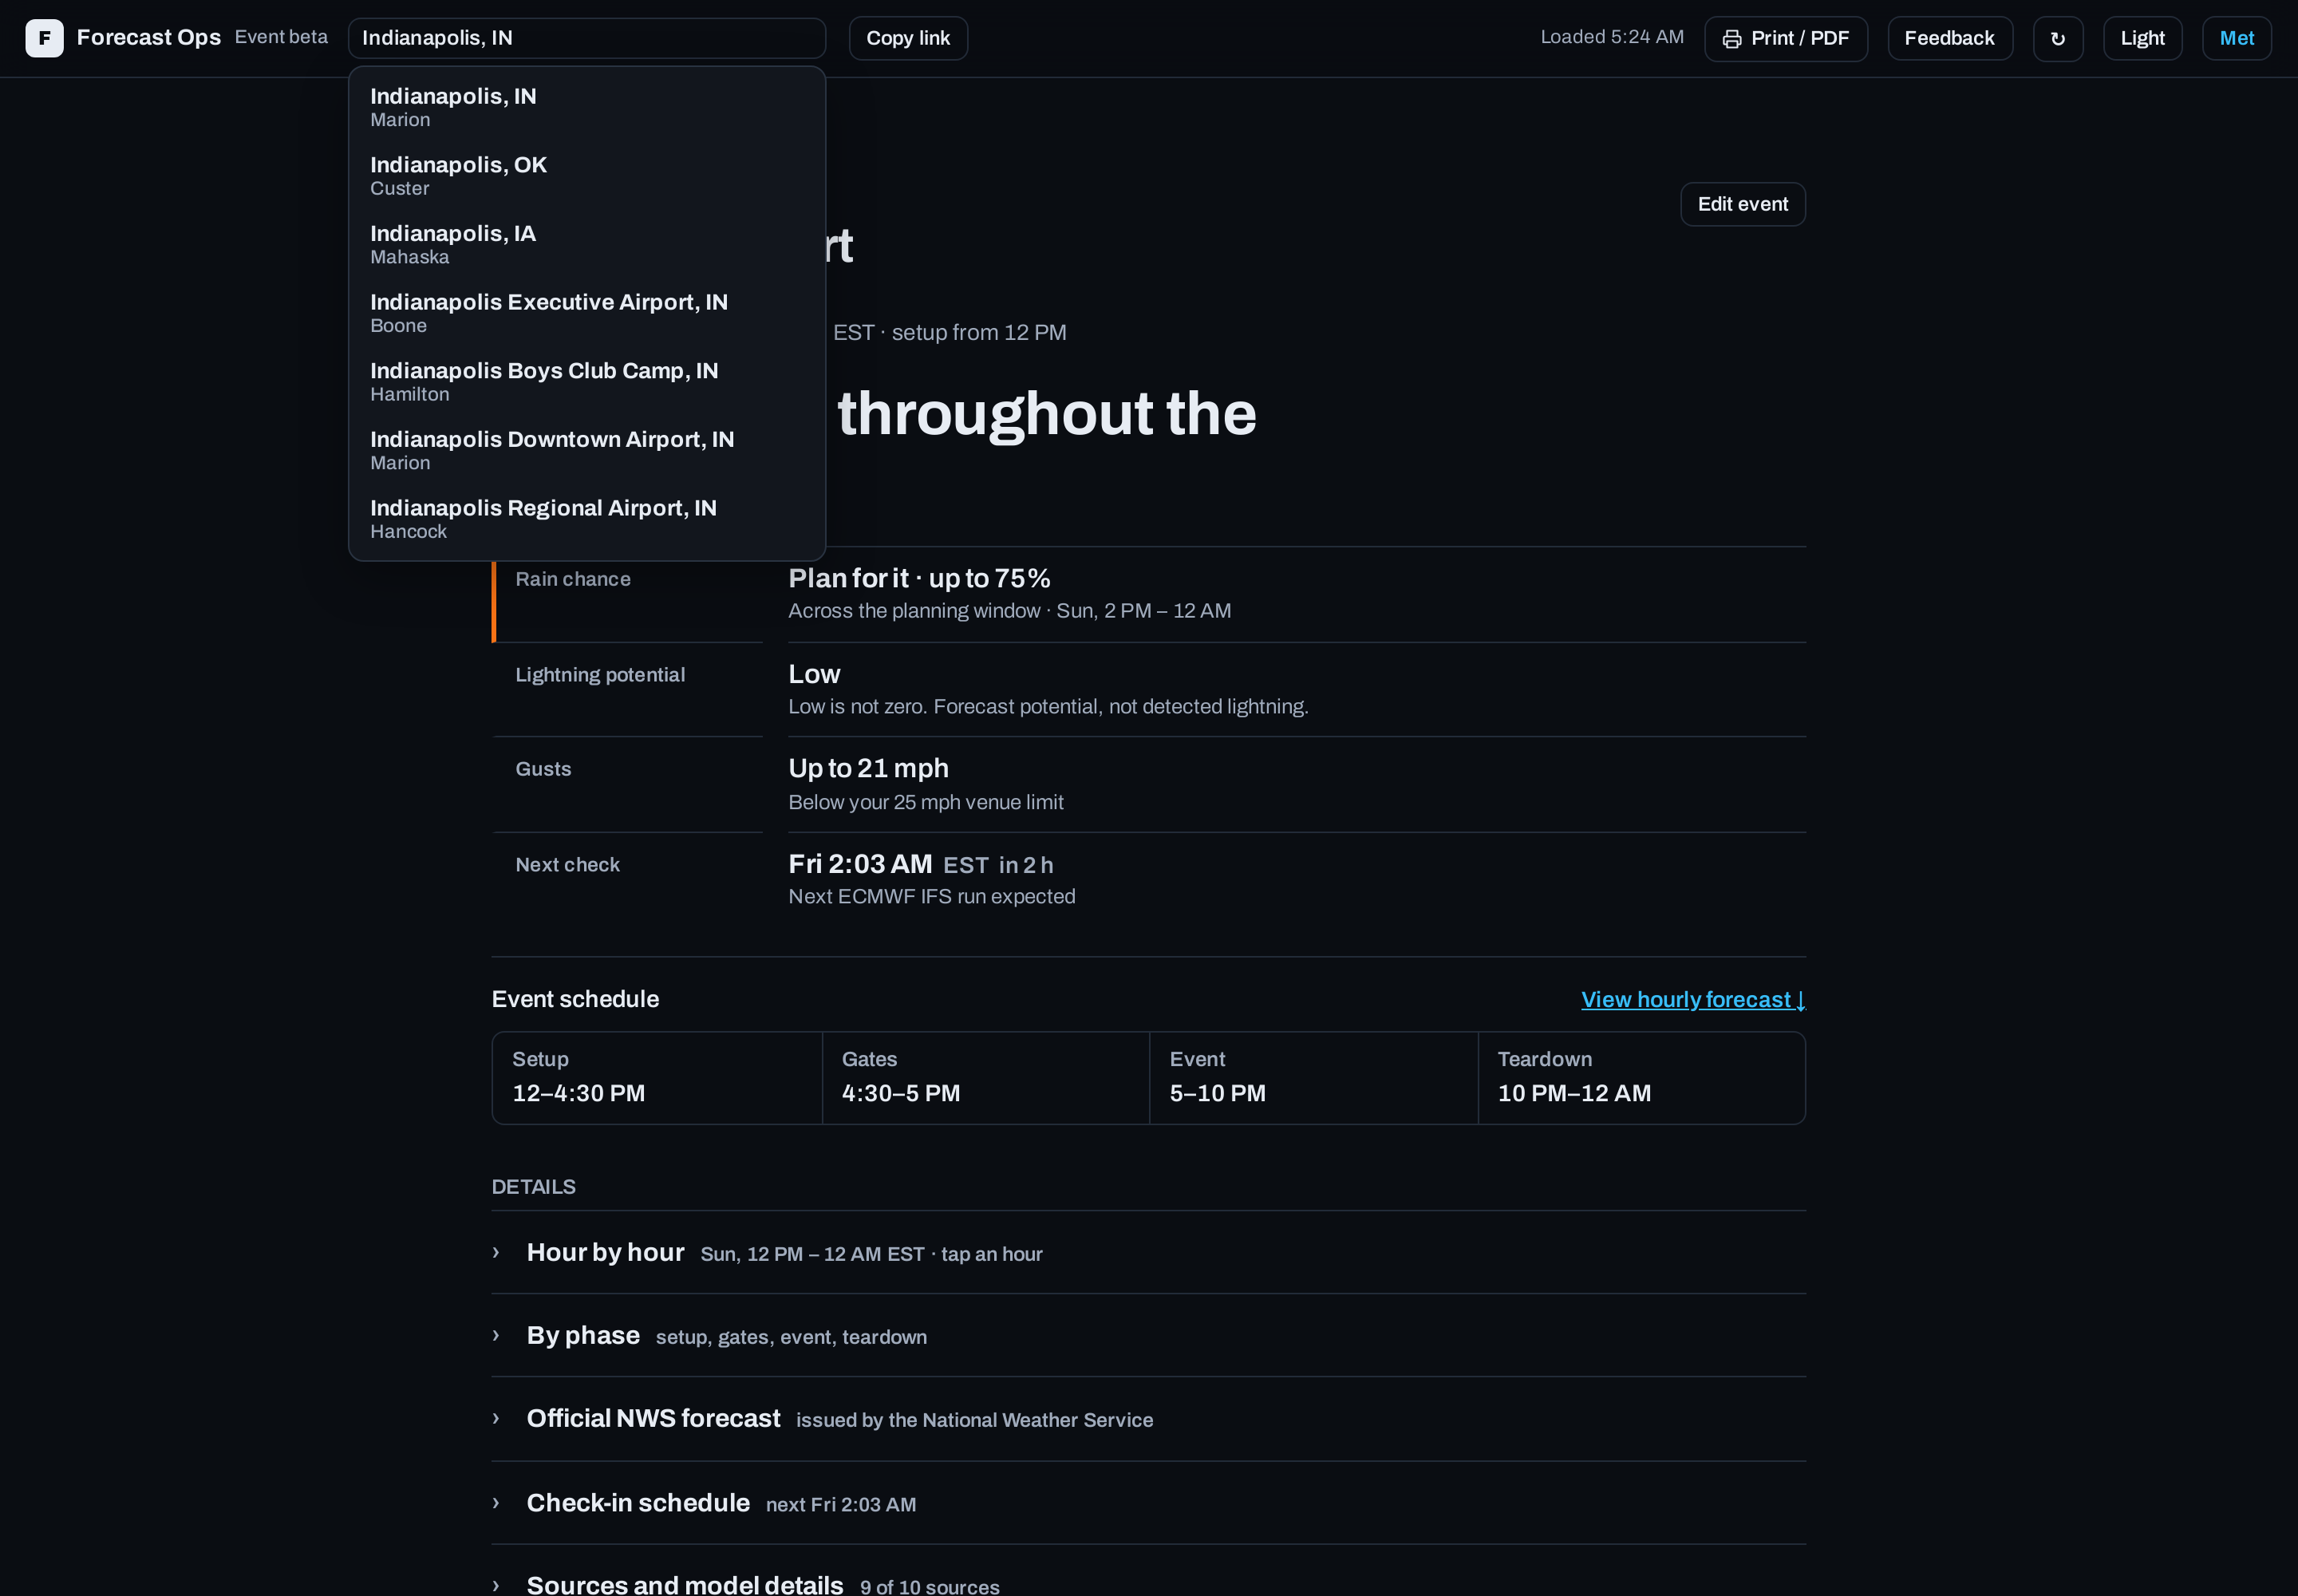 F Forecast Ops Event beta Indianapolis, IN Copy link Loaded 5:24 AM Print / PDF Feedback ↻ Light Met
Indianapolis, IN
Marion
Indianapolis, OK
Custer
Indianapolis, IA
Mahaska
Indianapolis Executive Airport, IN
Boone
Indianapolis Boys Club Camp, IN
Hamilton
Indianapolis Downtown Airport, IN
Marion
Indianapolis Regional Airport, IN
Hancock
Edit event
rt
EST · setup from 12 PM
throughout the
Rain chance
Plan for it · up to 75%
Across the planning window · Sun, 2 PM – 12 AM
Lightning potential
Low
Low is not zero. Forecast potential, not detected lightning.
Gusts
Up to 21 mph
Below your 25 mph venue limit
Next check
Fri 2:03 AM EST in 2 h
Next ECMWF IFS run expected
Event schedule
View hourly forecast ↓
Setup
12–4:30 PM
Gates
4:30–5 PM
Event
5–10 PM
Teardown
10 PM–12 AM
DETAILS
› Hour by hour Sun, 12 PM – 12 AM EST · tap an hour
› By phase setup, gates, event, teardown
› Official NWS forecast issued by the National Weather Service
› Check-in schedule next Fri 2:03 AM
› Sources and model details 9 of 10 sources